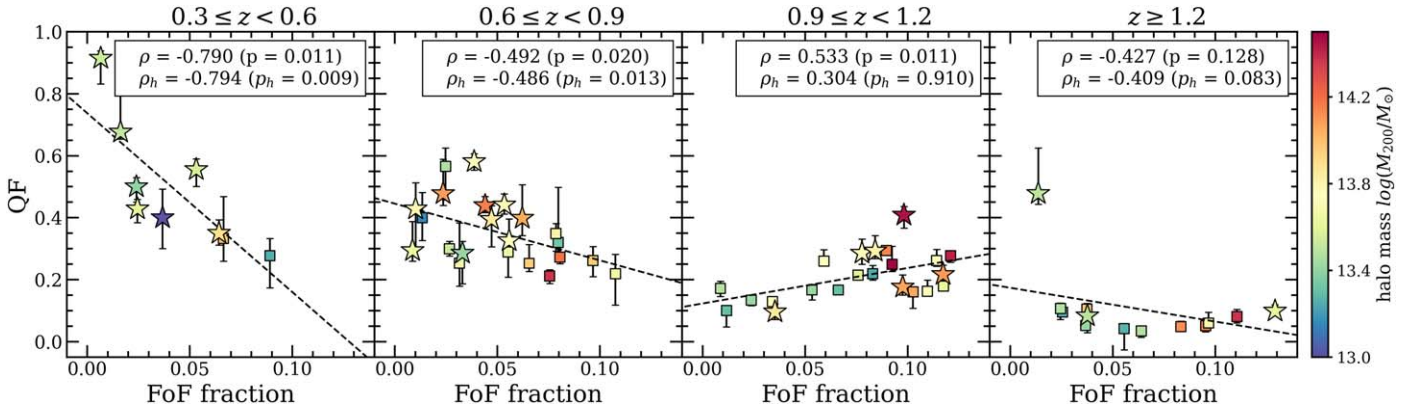 0.3 ≤ z < 0.6 0.6 ≤ z < 0.9 0.9 ≤ z < 1.2 z ≥ 1.2
ρ = -0.790 (p = 0.011)
ρh = -0.794 (ph = 0.009)
ρ = -0.492 (p = 0.020)
ρh = -0.486 (ph = 0.013)
ρ = 0.533 (p = 0.011)
ρh = 0.304 (ph = 0.910)
ρ = -0.427 (p = 0.128)
ρh = -0.409 (ph = 0.083)
1.0
0.8
0.6
0.4
0.2
0.0
QF
0.00 0.05 0.10 0.00 0.05 0.10 0.00 0.05 0.10 0.00 0.05 0.10
FoF fraction FoF fraction FoF fraction FoF fraction
14.2
13.8
13.4
13.0
halo mass log(M200/M⊙)